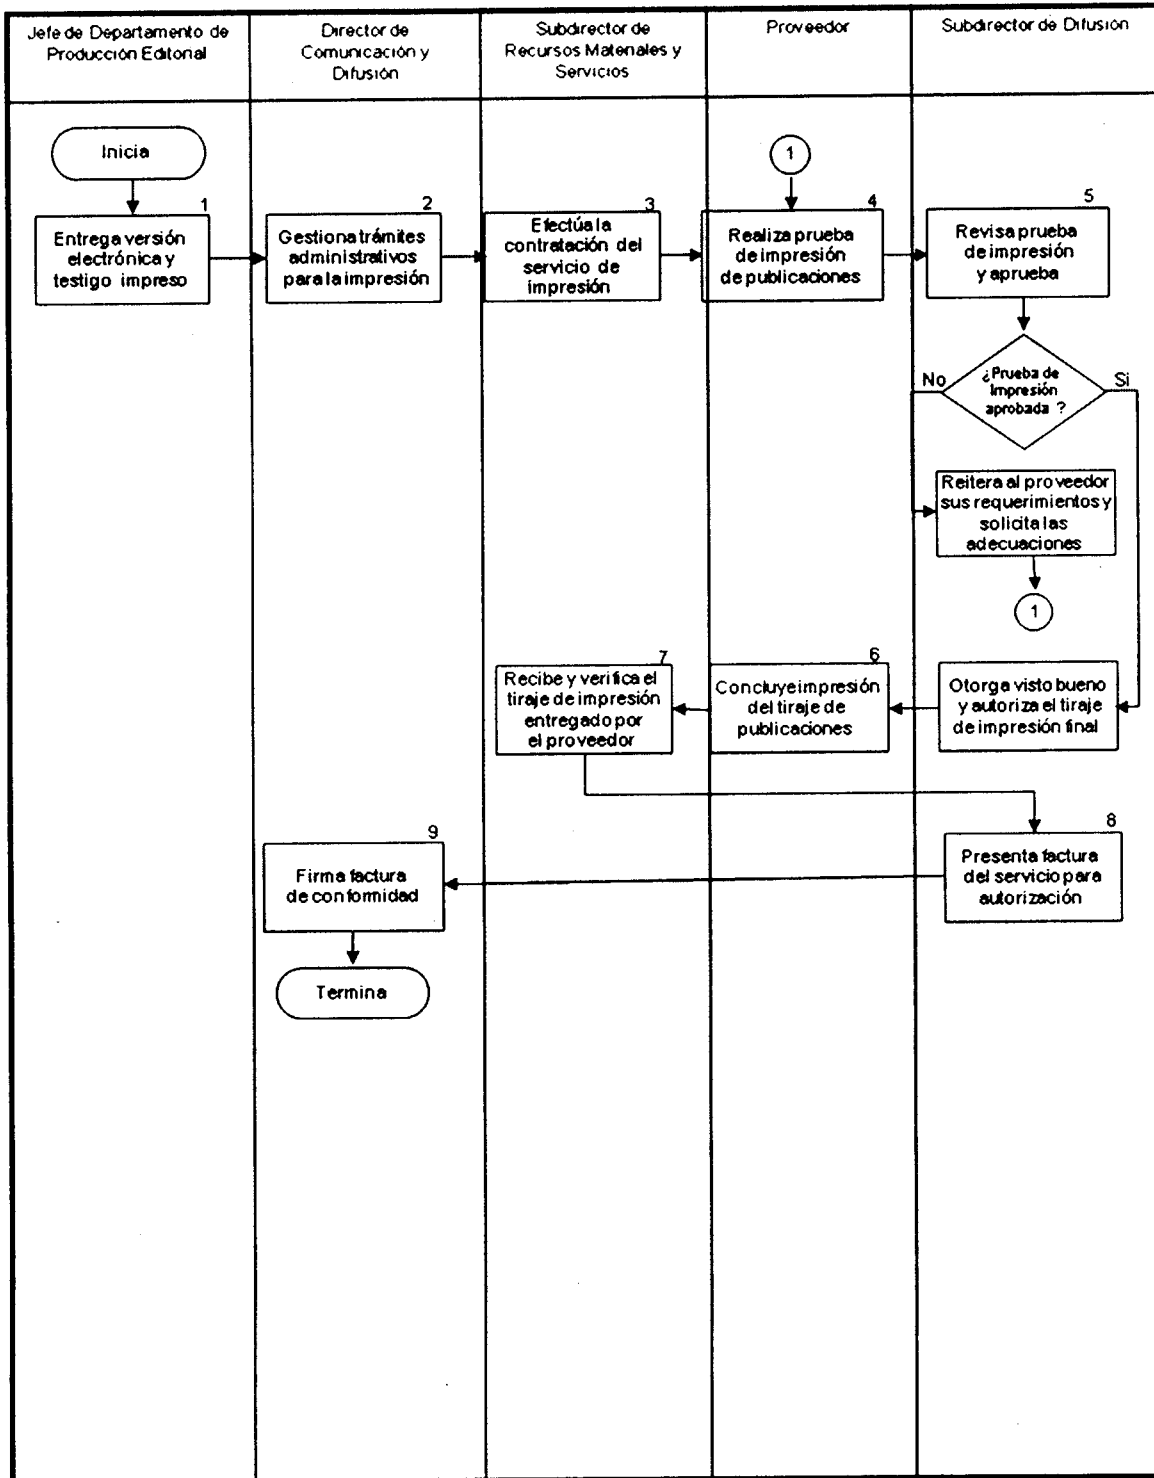 Jefe de Departamento de
Producción Editorial
Director de
Comunicación y
Difusión
Subdirector de
Recursos Materiales y
Servicios
Proveedor
Subdirector de Difusión
Inicia
1
1
Entrega versión
electrónica y
testigo impreso
2
Gestiona trámites
administrativos
para la impresión
3
Efectúa la
contratación del
servicio de
impresión
4
Realiza prueba
de impresión
de publicaciones
5
Revisa prueba
de impresión
y aprueba
No
¿Prueba de
Impresión
aprobada ?
Si
Reitera al proveedor
sus requerimientos y
solicita las
adecuaciones
1
7
Recibe y verifica el
tiraje de impresión
entregado por
el proveedor
6
Concluye impresión
del tiraje de
publicaciones
Otorga visto bueno
y autoriza el tiraje
de impresión final
8
Presenta factura
del servicio para
autorización
9
Firma factura
de conformidad
Termina